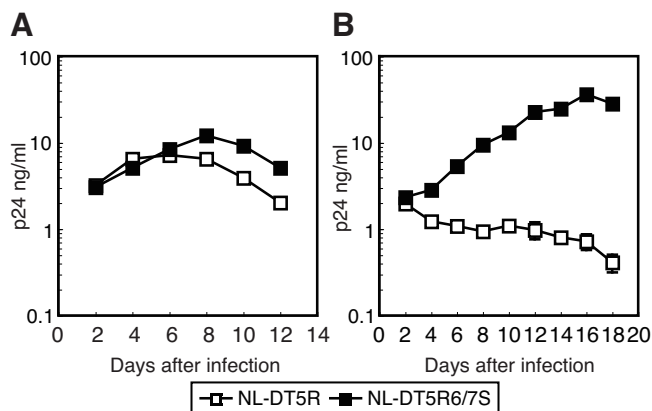 A
B
100
10
1
0.1
p24 ng/ml
0 2 4 6 8 10 12 14
Days after infection
100
10
1
0.1
p24 ng/ml
0 2 4 6 8 10 12 14 16 18 20
Days after infection
NL-DT5R NL-DT5R6/7S